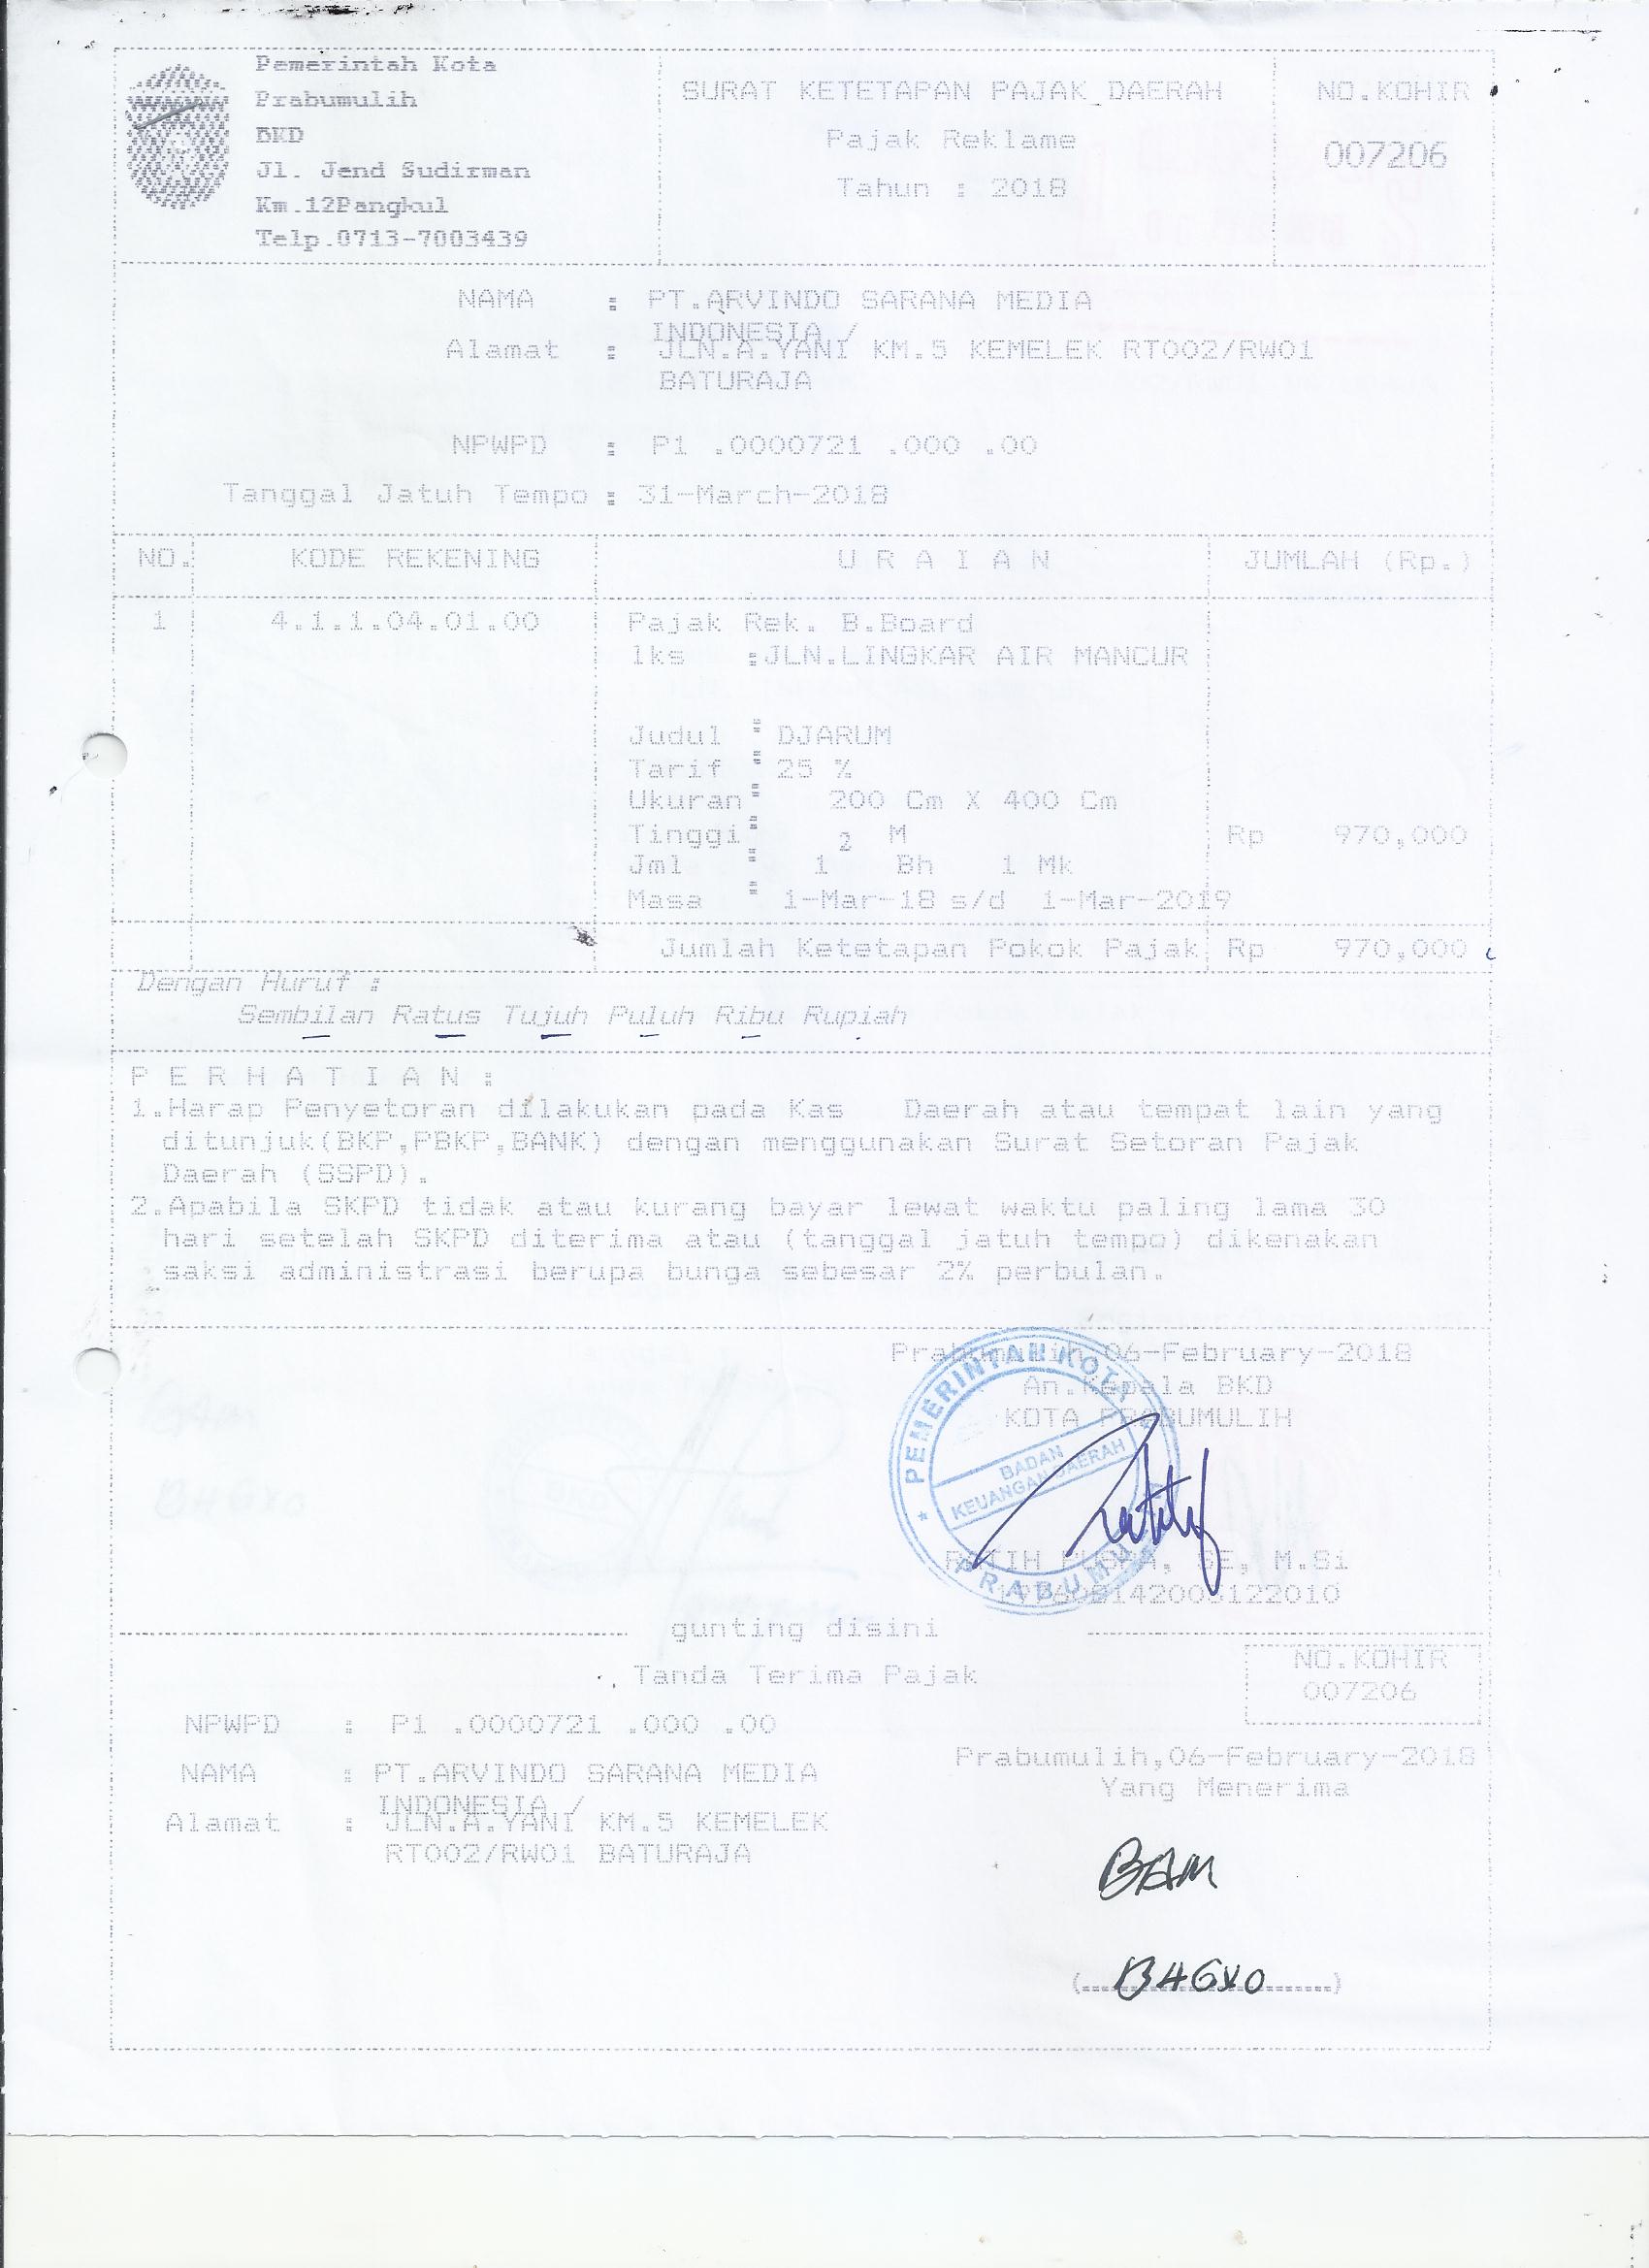 Pemerintah Kota
Prabumulih
BKD
Jl. Jend Sudirman
Km.12Pangkul
Telp.0713-7003439
SURAT KETETAPAN PAJAK DAERAH
Pajak Reklame
Tahun : 2018
NO.KOHIR
007206
NAMA : PT.ARVINDO SARANA MEDIA
INDONESIA /
Alamat : JLN.A.YANI KM.5 KEMELEK RT002/RW01
BATURAJA
NPWPD : P1 .0000721 .000 .00
Tanggal Jatuh Tempo : 31-March-2018
NO. KODE REKENING U R A I A N JUMLAH (Rp.)
1 4.1.1.04.01.00 Pajak Rek. B.Board
lks :JLN.LINGKAR AIR MANCUR
Judul : DJARUM
Tarif : 25 %
Ukuran : 200 Cm X 400 Cm
Tinggi : 2 M Rp 970,000
Jml : 1 Bh 1 Mk
Masa : 1-Mar-18 s/d 1-Mar-2019
Jumlah Ketetapan Pokok Pajak Rp 970,000
Dengan Huruf :
Sembilan Ratus Tujuh Puluh Ribu Rupiah
P E R H A T I A N :
1.Harap Penyetoran dilakukan pada Kas Daerah atau tempat lain yang
ditunjuk(BKP,PBKP,BANK) dengan menggunakan Surat Setoran Pajak
Daerah (SSPD).
2.Apabila SKPD tidak atau kurang bayar lewat waktu paling lama 30
hari setelah SKPD diterima atau (tanggal jatuh tempo) dikenakan
saksi administrasi berupa bunga sebesar 2% perbulan.
Prabumulih,06-February-2018
An.Kepala BKD
KOTA PRABUMULIH
PEMERINTAH KOTA
BADAN
KEUANGAN DAERAH
PRABUMU
SE, M.Si
gunting disini
Tanda Terima Pajak
NO.KOHIR
007206
NPWPD : P1 .0000721 .000 .00
NAMA : PT.ARVINDO SARANA MEDIA
INDONESIA /
Alamat : JLN.A.YANI KM.5 KEMELEK
RT002/RW01 BATURAJA
Prabumulih,06-February-2018
Yang Menerima
BAM